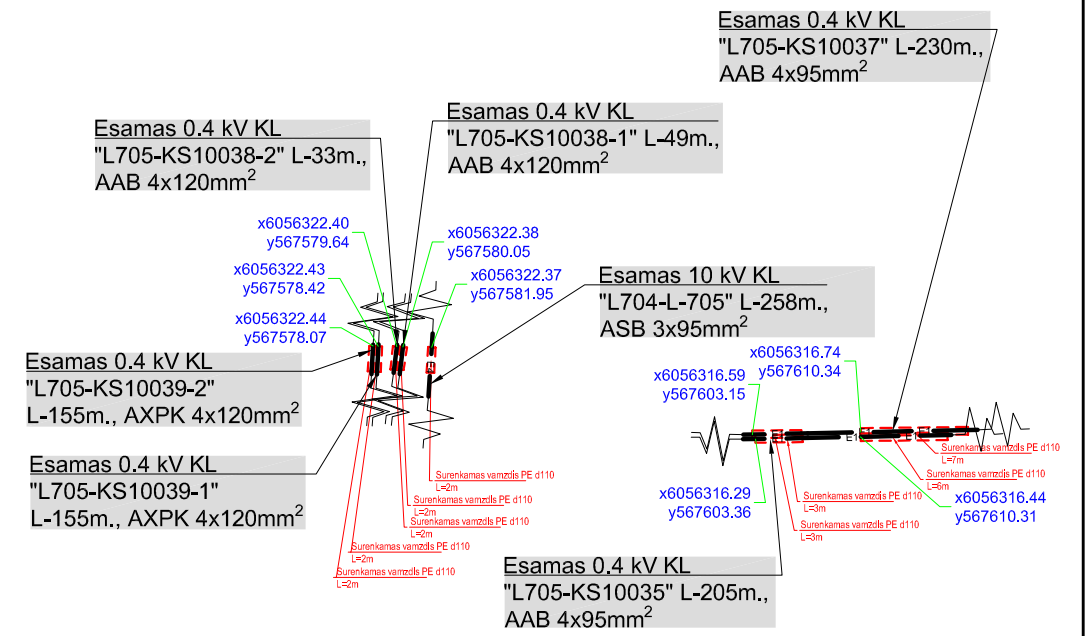 Esamas 0.4 kV KL
"L705-KS10037" L-230m.,
AAB 4x95mm²
Esamas 0.4 kV KL
"L705-KS10038-2" L-33m.,
AAB 4x120mm²
Esamas 0.4 kV KL
"L705-KS10038-1" L-49m.,
AAB 4x120mm²
x6056322.40
y567579.64
x6056322.38
y567580.05
x6056322.43
y567578.42
x6056322.37
y567581.95
x6056322.44
y567578.07
Esamas 10 kV KL
"L704-L-705" L-258m.,
ASB 3x95mm²
Esamas 0.4 kV KL
"L705-KS10039-2"
L-155m., AXPK 4x120mm²
x6056316.74
y567610.34
x6056316.59
y567603.15
Esamas 0.4 kV KL
"L705-KS10039-1"
L-155m., AXPK 4x120mm²
Surenkamas vamzdis PE d110
L=2m
Surenkamas vamzdis PE d110
L=2m
Surenkamas vamzdis PE d110
L=2m
Surenkamas vamzdis PE d110
L=2m
Surenkamas vamzdis PE d110
L=2m
Surenkamas vamzdis PE d110
L=7m
Surenkamas vamzdis PE d110
L=6m
Surenkamas vamzdis PE d110
L=3m
Surenkamas vamzdis PE d110
L=3m
x6056316.29
y567603.36
x6056316.44
y567610.31
Esamas 0.4 kV KL
"L705-KS10035" L-205m.,
AAB 4x95mm²